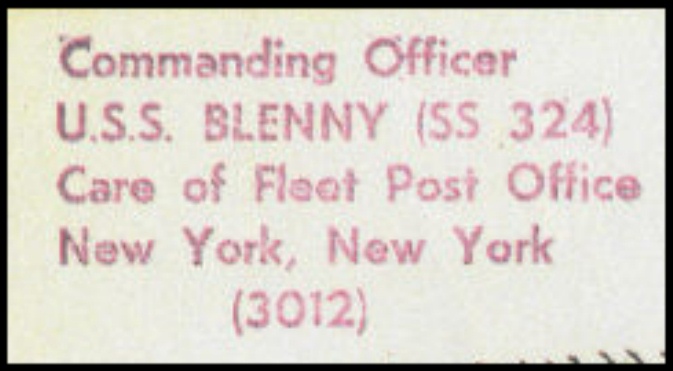 Commanding Officer
U.S.S. BLENNY (SS 324)
Care of Fleet Post Office
New York, New York
(3012)